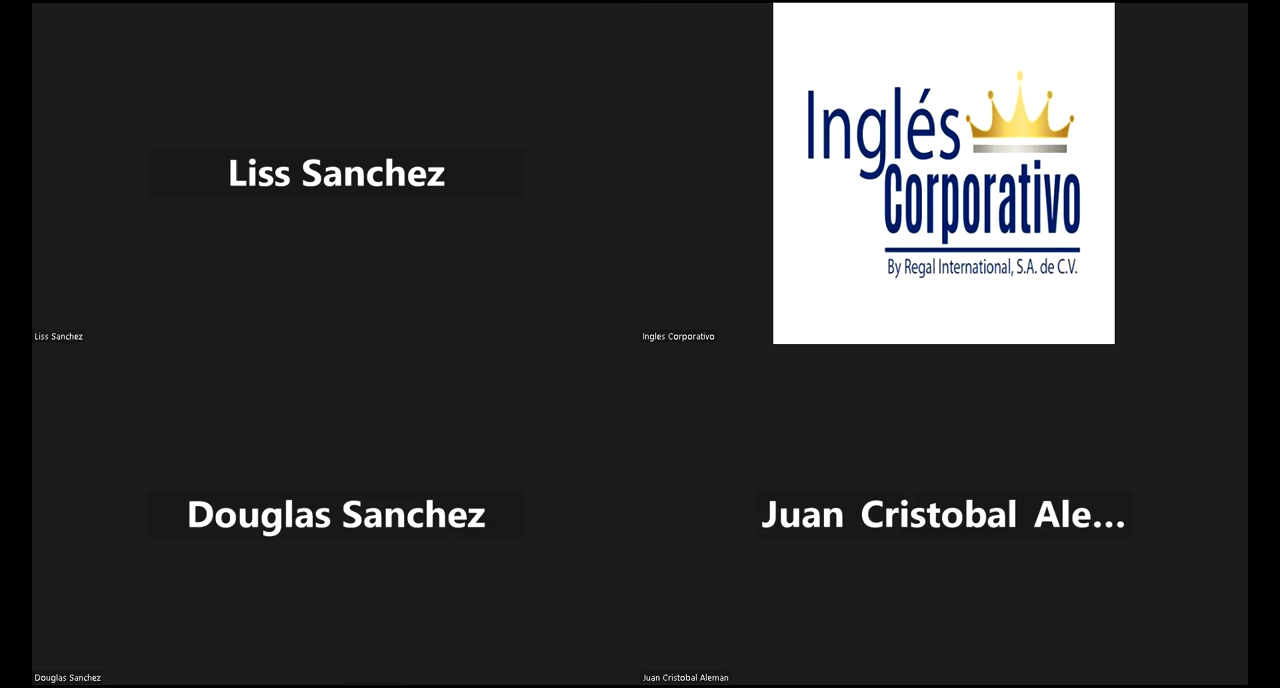 Liss Sanchez
Liss Sanchez
Inglés
Corporativo
By Regal International, S.A. de C.V.
Ingles Corporativo
Douglas Sanchez
Douglas Sanchez
Juan Cristobal Ale...
Juan Cristobal Aleman